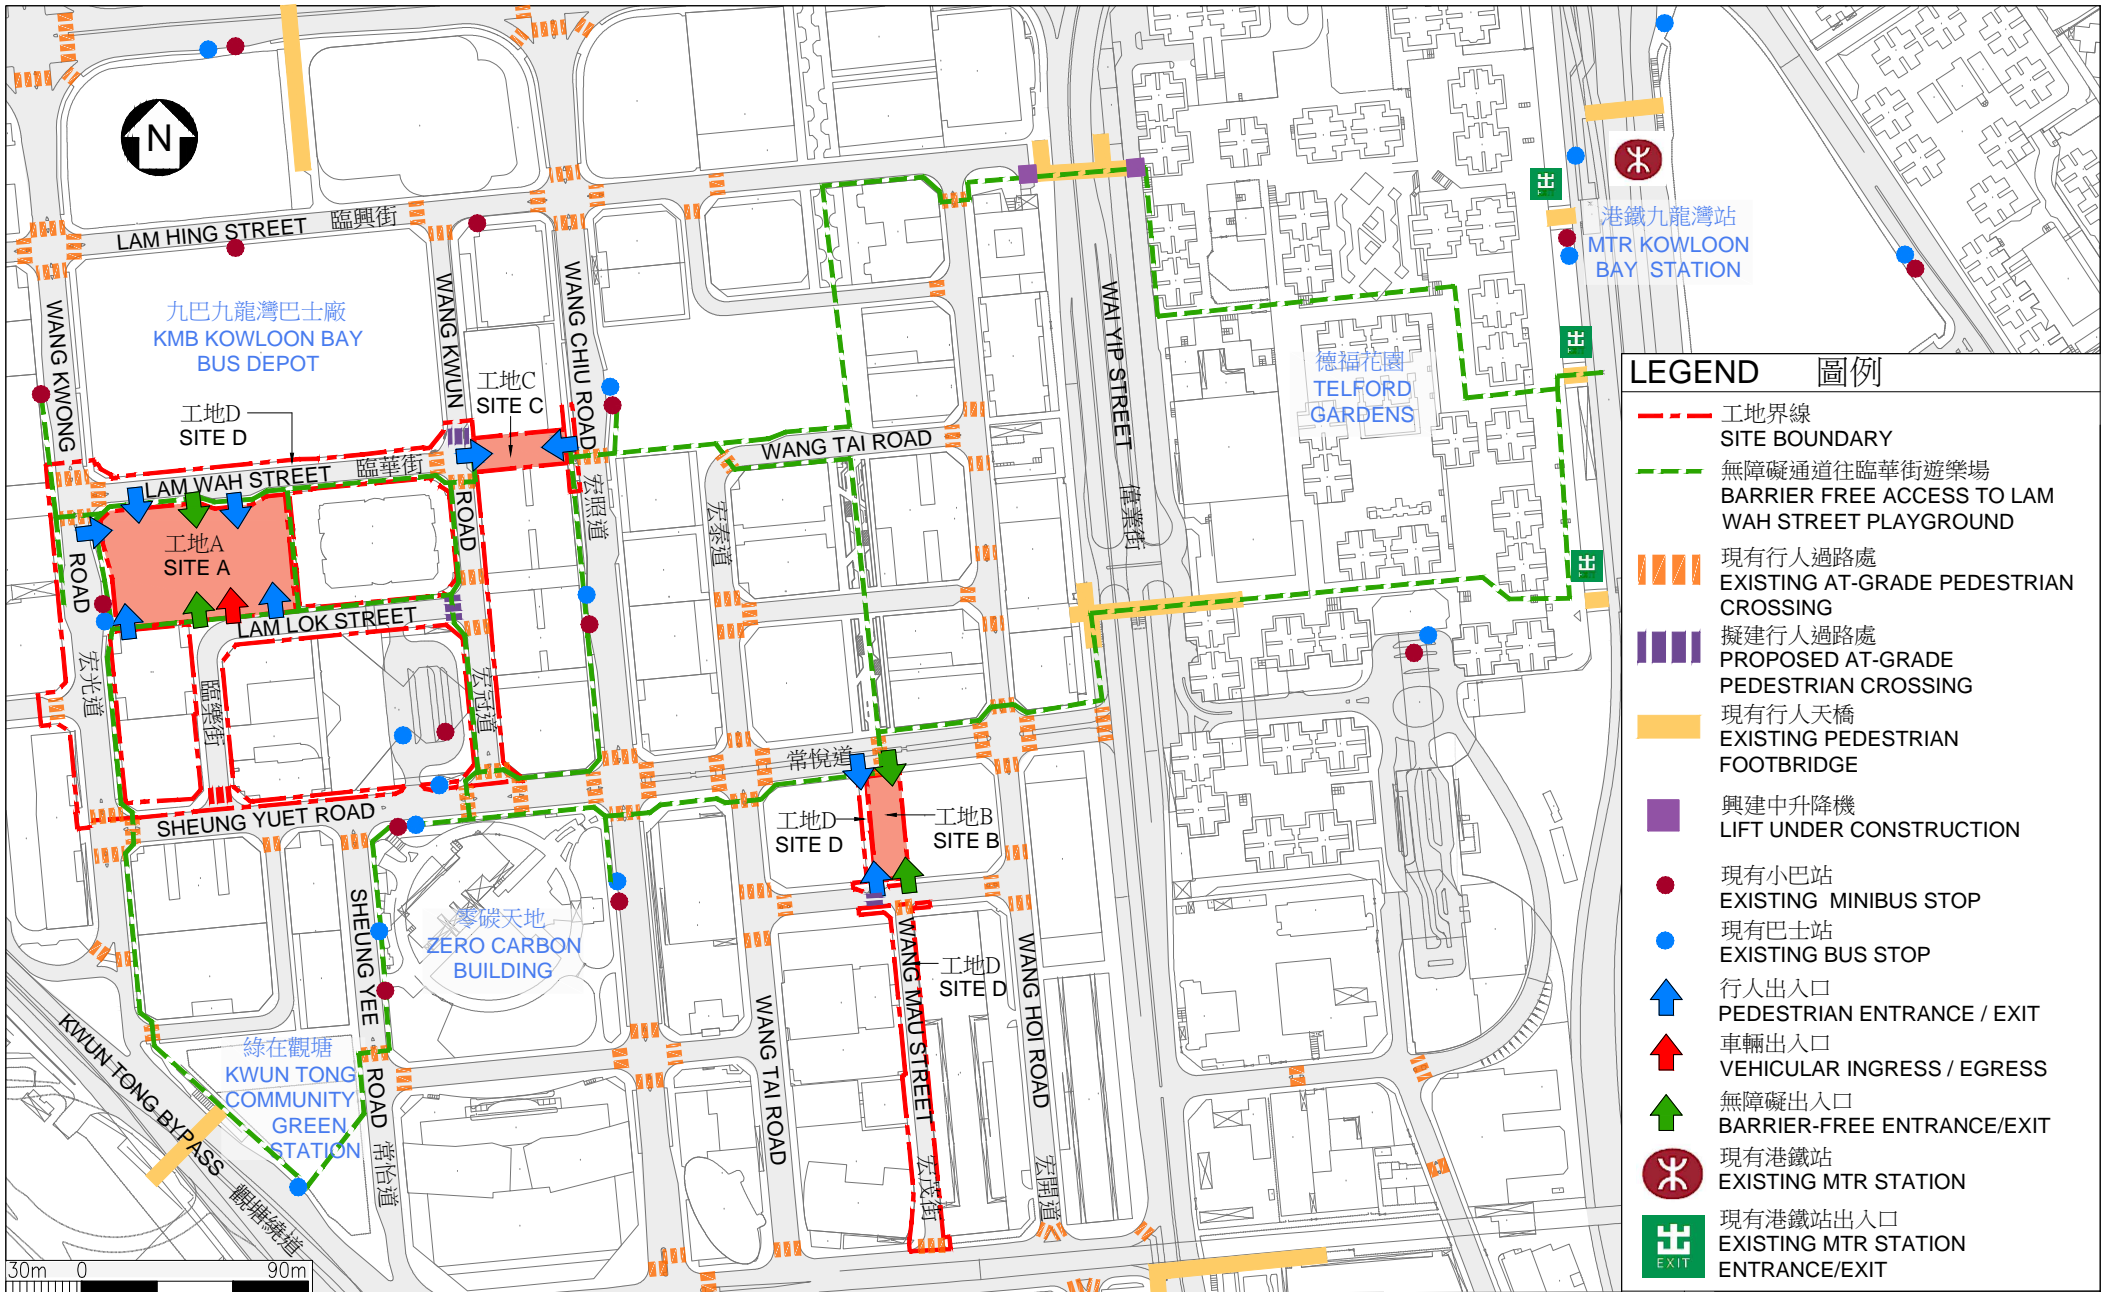 N
臨興街
LAM HING STREET
WANG KWONG
ROAD
宏光道
九巴九龍灣巴士廠
KMB KOWLOON BAY
BUS DEPOT
工地D
SITE D
工地C
SITE C
WANG KWUN
ROAD
宏冠道
WANG CHIU ROAD
宏照道
臨華街
LAM WAH STREET
工地A
SITE A
LAM LOK STREET
臨樂街
WANG TAI ROAD
宏泰道
WAI YIP STREET
偉業街
德福花園
TELFORD
GARDENS
出
EXIT
港鐵九龍灣站
MTR KOWLOON
BAY STATION
出
EXIT
出
EXIT
常悅道
SHEUNG YUET ROAD
工地D
SITE D
工地B
SITE B
零碳天地
ZERO CARBON
BUILDING
SHEUNG YEE
ROAD
常怡道
工地D
SITE D
WANG MAU STREET
宏茂街
WANG HOI ROAD
宏開道
WANG TAI ROAD
綠在觀塘
KWUN TONG
COMMUNITY
GREEN
STATION
KWUN TONG BYPASS
觀塘繞道
30m 0 90m
LEGEND 圖例
工地界線
SITE BOUNDARY
無障礙通道往臨華街遊樂場
BARRIER FREE ACCESS TO LAM
WAH STREET PLAYGROUND
現有行人過路處
EXISTING AT-GRADE PEDESTRIAN
CROSSING
擬建行人過路處
PROPOSED AT-GRADE
PEDESTRIAN CROSSING
現有行人天橋
EXISTING PEDESTRIAN
FOOTBRIDGE
興建中升降機
LIFT UNDER CONSTRUCTION
現有小巴站
EXISTING MINIBUS STOP
現有巴士站
EXISTING BUS STOP
行人出入口
PEDESTRIAN ENTRANCE / EXIT
車輛出入口
VEHICULAR INGRESS / EGRESS
無障礙出入口
BARRIER-FREE ENTRANCE/EXIT
現有港鐵站
EXISTING MTR STATION
出
EXIT
現有港鐵站出入口
EXISTING MTR STATION
ENTRANCE/EXIT